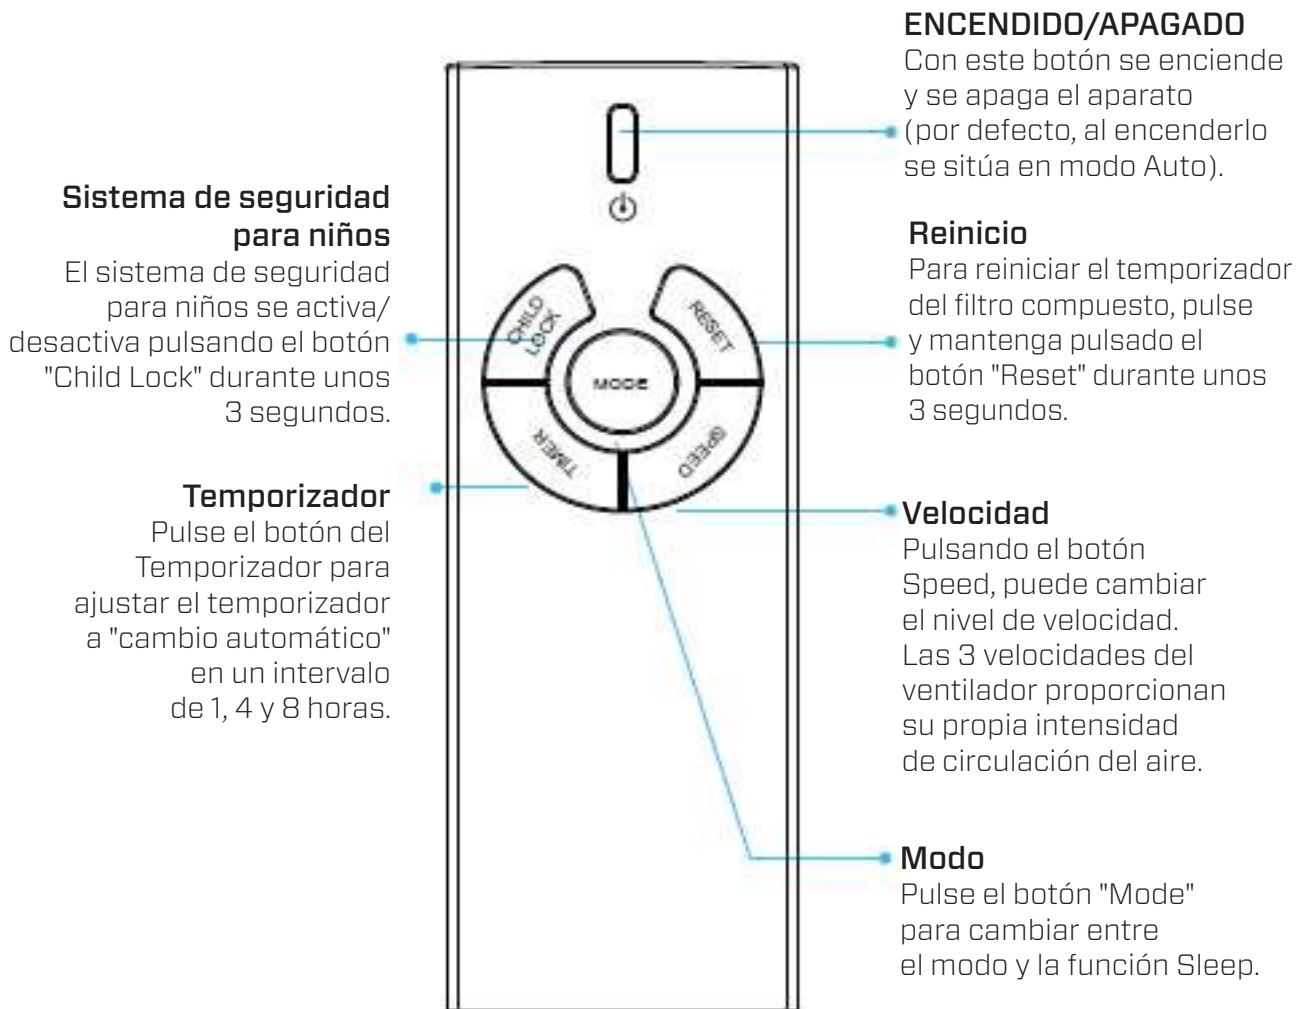 ENCENDIDO/APAGADO
Con este botón se enciende
y se apaga el aparato
(por defecto, al encenderlo
se sitúa en modo Auto).
Sistema de seguridad
para niños
El sistema de seguridad
para niños se activa/
desactiva pulsando el botón
"Child Lock" durante unos
3 segundos.
Reinicio
Para reiniciar el temporizador
del filtro compuesto, pulse
y mantenga pulsado el
botón "Reset" durante unos
3 segundos.
CHILD
LOCK
RESET
MODE
TIMER
SPEED
Temporizador
Pulse el botón del
Temporizador para
ajustar el temporizador
a "cambio automático"
en un intervalo
de 1, 4 y 8 horas.
Velocidad
Pulsando el botón
Speed, puede cambiar
el nivel de velocidad.
Las 3 velocidades del
ventilador proporcionan
su propia intensidad
de circulación del aire.
Modo
Pulse el botón "Mode"
para cambiar entre
el modo y la función Sleep.